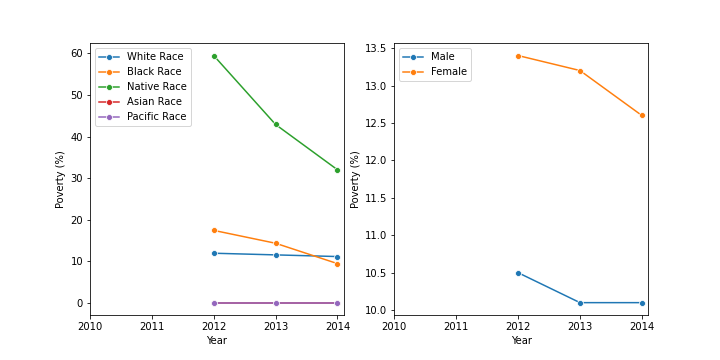 60
50
40
30
20
10
0
Poverty (%)
2010 2011 2012 2013 2014
Year
White Race
Black Race
Native Race
Asian Race
Pacific Race
13.5
13.0
12.5
12.0
11.5
11.0
10.5
10.0
Poverty (%)
2010 2011 2012 2013 2014
Year
Male
Female